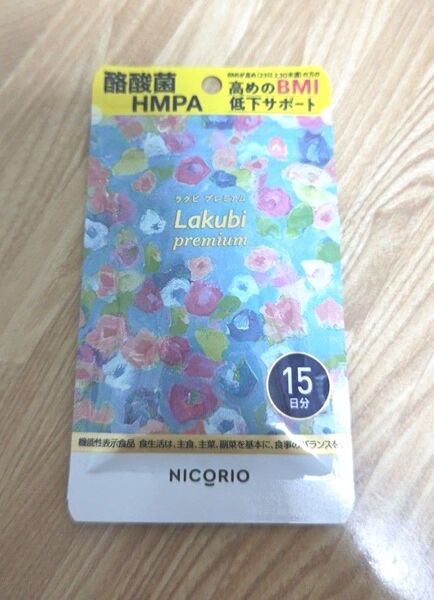 酪酸菌
HMPA
BMIが高め(23以上30未満)の方の
高めのBMI
低下サポート
ラクビ プレミアム
Lakubi
premium
15
日分
機能性表示食品 食生活は、主食、主菜、副菜を基本に、食事のバランスを。
NICORIO